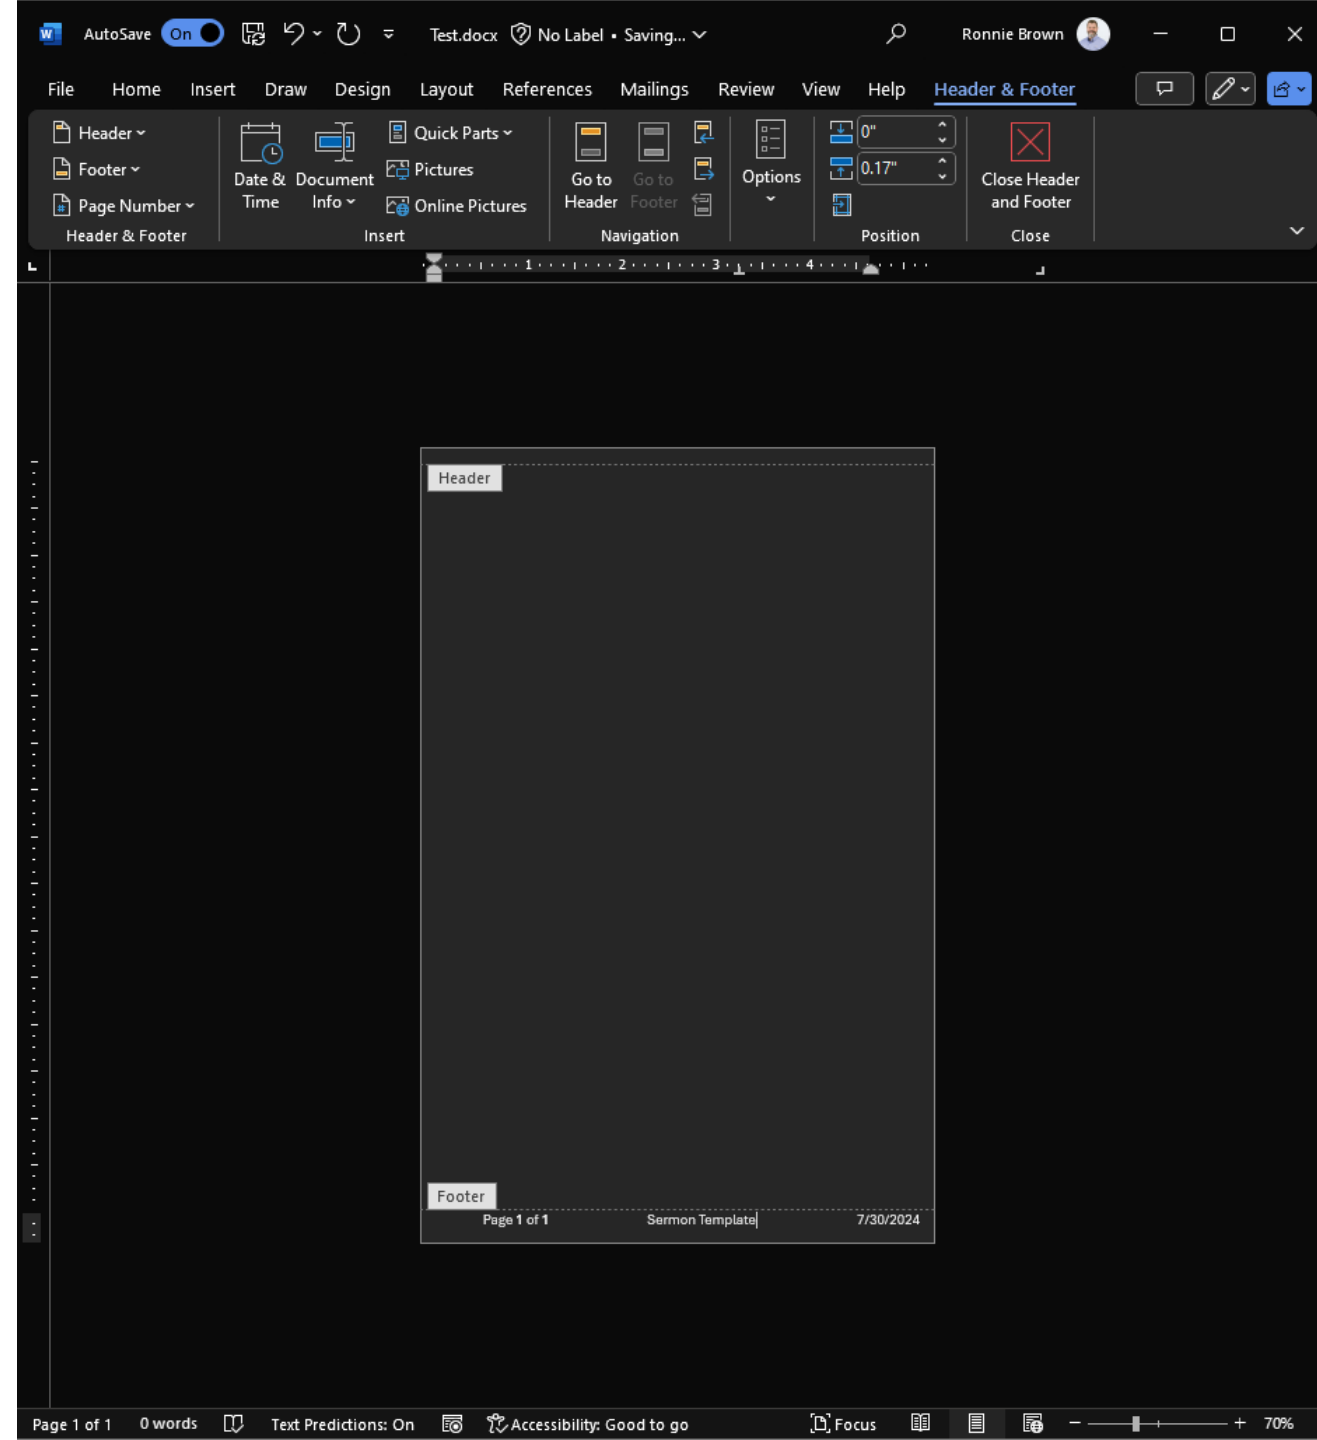 AutoSave On Test.docx No Label • Saving... Ronnie Brown
File Home Insert Draw Design Layout References Mailings Review View Help Header & Footer
Header
Footer
Page Number
Header & Footer
Date & Time
Document Info
Quick Parts
Pictures
Online Pictures
Insert
Go to Header
Go to Footer
Navigation
Options
0"
0.17"
Position
Close Header and Footer
Close
1 2 3 4
Header
Footer
Page 1 of 1 Sermon Template 7/30/2024
Page 1 of 1 0 words Text Predictions: On Accessibility: Good to go Focus 70%